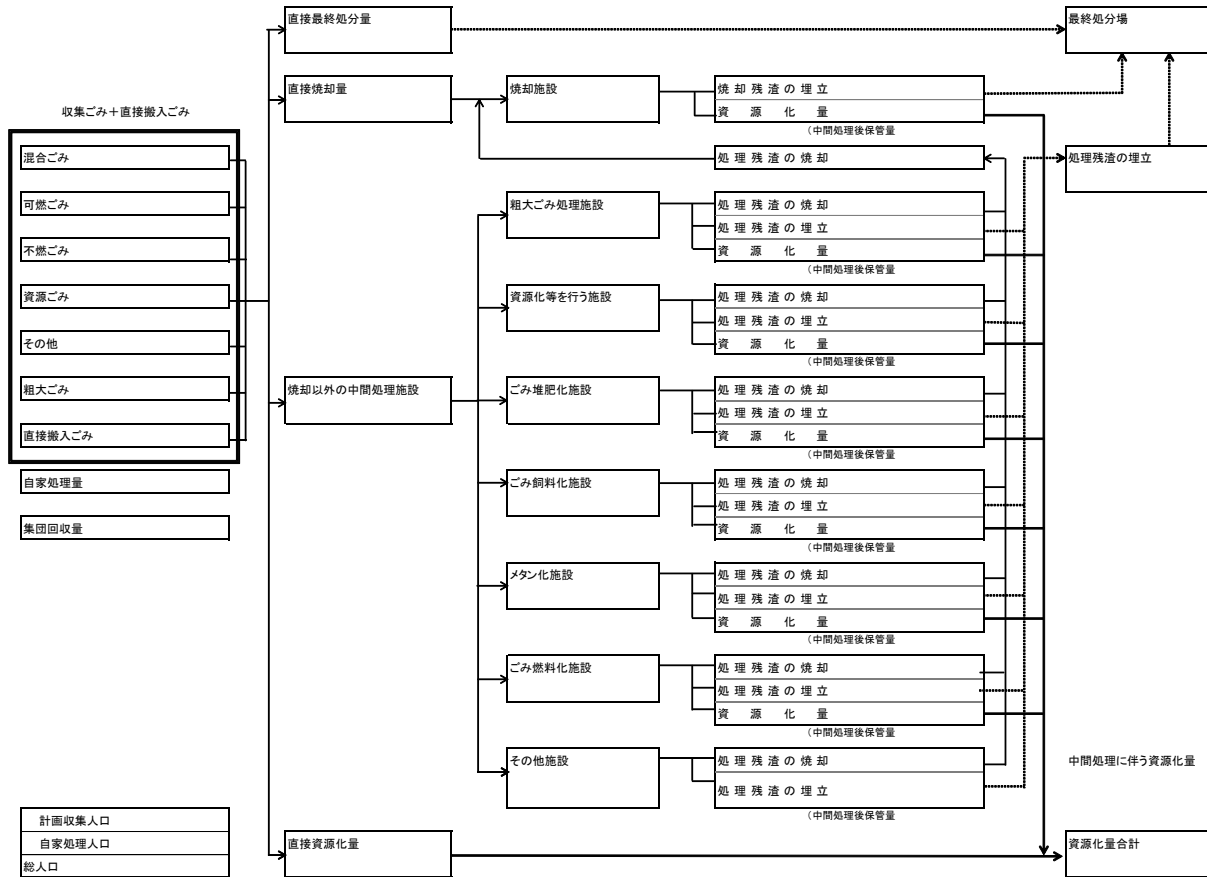 直接最終処分量
最終処分場
直接焼却量
焼却施設
焼却残渣の埋立
資源化量
（中間処理後保管量
収集ごみ＋直接搬入ごみ
混合ごみ
可燃ごみ
不燃ごみ
資源ごみ
その他
粗大ごみ
直接搬入ごみ
自家処理量
集団回収量
処理残渣の焼却
処理残渣の埋立
粗大ごみ処理施設
処理残渣の焼却
処理残渣の埋立
資源化量
（中間処理後保管量
資源化等を行う施設
処理残渣の焼却
処理残渣の埋立
資源化量
（中間処理後保管量
焼却以外の中間処理施設
ごみ堆肥化施設
処理残渣の焼却
処理残渣の埋立
資源化量
（中間処理後保管量
ごみ飼料化施設
処理残渣の焼却
処理残渣の埋立
資源化量
（中間処理後保管量
メタン化施設
処理残渣の焼却
処理残渣の埋立
資源化量
（中間処理後保管量
ごみ燃料化施設
処理残渣の焼却
処理残渣の埋立
資源化量
（中間処理後保管量
その他施設
処理残渣の焼却
処理残渣の埋立
（中間処理後保管量
中間処理に伴う資源化量
計画収集人口
自家処理人口
総人口
直接資源化量
資源化量合計